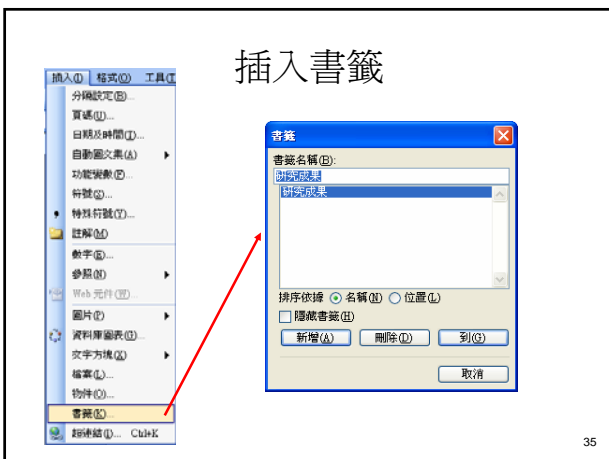 插入書籤
插入(I) 格式(O) 工具(T
分隔設定(B)...
頁碼(U)...
日期及時間(T)...
自動圖文集(A)
功能變數(F)...
符號(S)...
特殊符號(Y)...
註解(M)
數字(E)...
參照(N)
Web 元件(W)...
圖片(P)
資料庫圖表(G)...
文字方塊(X)
檔案(L)...
物件(O)...
書籤(K)...
超連結(I)... Ctrl+K
書籤
書籤名稱(B):
研究成果
研究成果
排序依據 名稱(N) 位置(L)
隱藏書籤(H)
新增(A) 刪除(D) 到(G)
取消
35